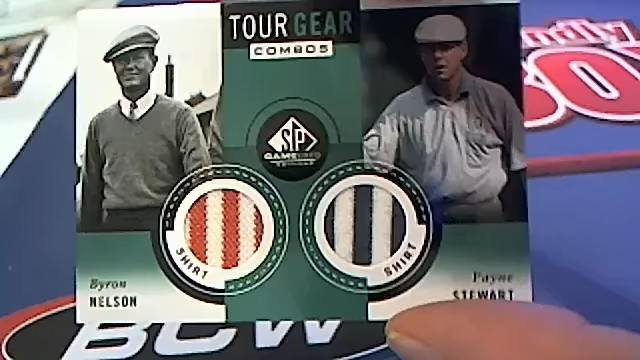 TOUR GEAR
COMBOS
SP
GAME USED
SHIRT
SHIRT
Byron
NELSON
Payne
STEWART
BCW